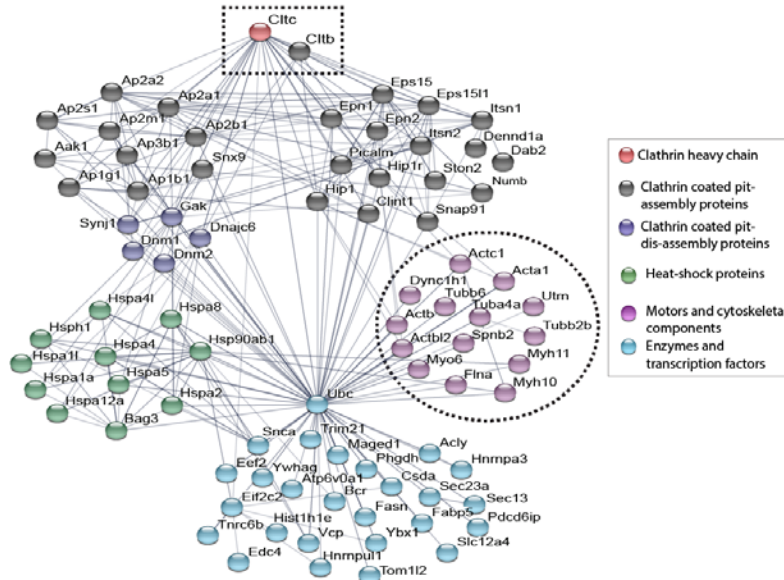 Cltc
Cltb
Ap2a2
Ap2a1
Ap2s1
Ap2m1
Ap2b1
Aak1
Ap3b1
Snx9
Ap1g1
Ap1b1
Eps15
Eps15l1
Epn1
Epn2
Itsn1
Itsn2
Dennd1a
Dab2
Picalm
Hip1r
Ston2
Numb
Hip1
Clint1
Snap91
Gak
Synj1
Dnajc6
Dnm1
Dnm2
Actc1
Acta1
Dync1h1
Tubb6
Utrn
Actb
Tuba4a
Tubb2b
Actbl2
Spnb2
Myh11
Myo6
Flna
Myh10
Hspa4l
Hspa8
Hsph1
Hsp90ab1
Hspa1l
Hspa4
Hspa1a
Hspa5
Hspa12a
Hspa2
Bag3
Ubc
Snca
Trim21
Maged1
Acly
Eef2
Ywhag
Phgdh
Hnrnpa3
Atp6v0a1
Csda
Sec23a
Eif2c2
Bcr
Sec13
Fasn
Fabp5
Pdcd6ip
Tnrc6b
Hist1h1e
Vcp
Ybx1
Slc12a4
Edc4
Hnrnpul1
Tom1l2
Clathrin heavy chain
Clathrin coated pit-
assembly proteins
Clathrin coated pit-
dis-assembly proteins
Heat-shock proteins
Motors and cytoskeleta
components
Enzymes and
transcription factors